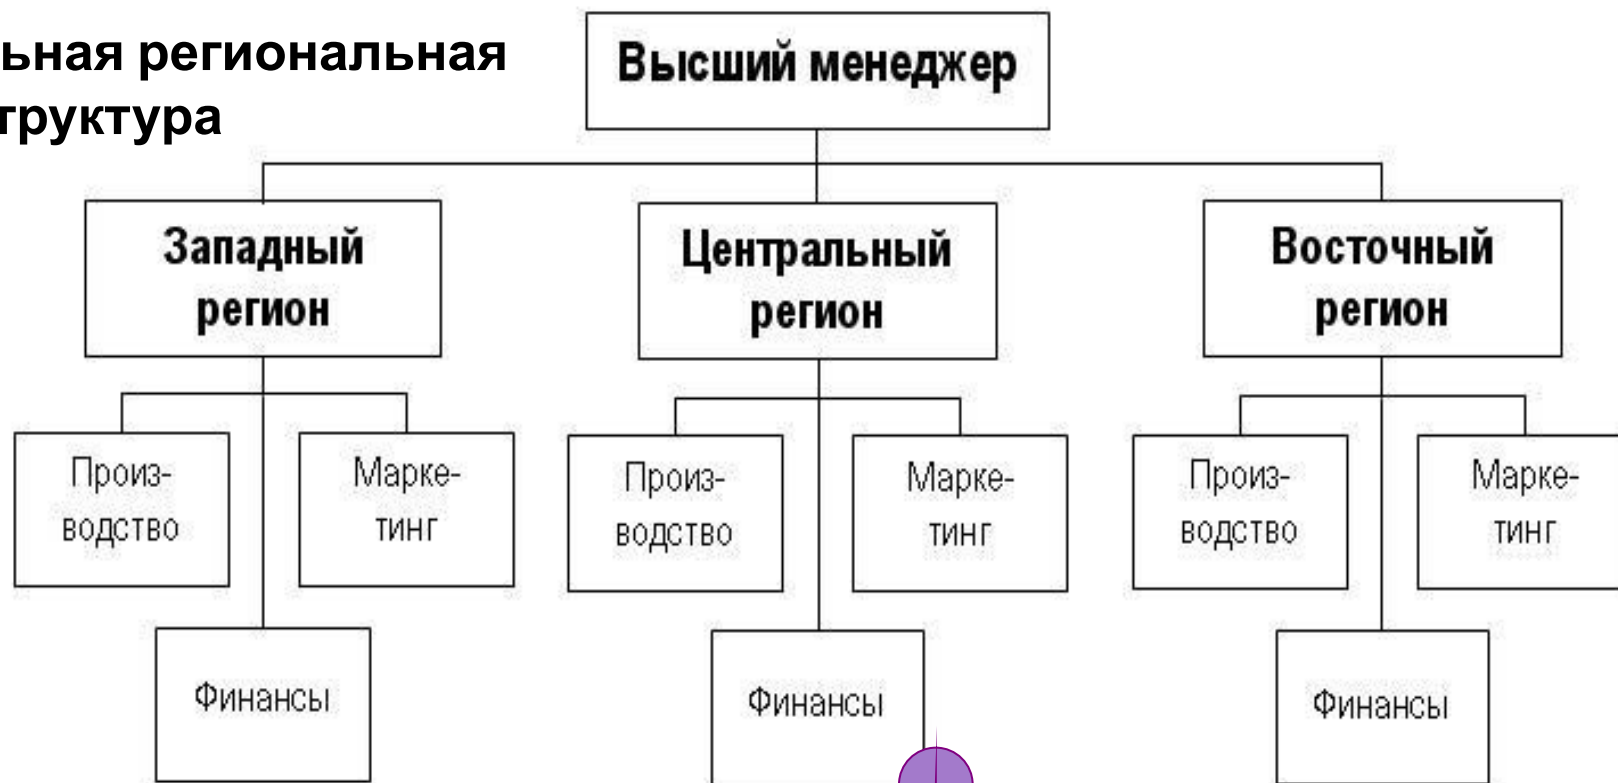 ьная региональная
труктура
Высший менеджер
Западный
регион
Центральный
регион
Восточный
регион
Произ-
водство
Марке-
тинг
Произ-
водство
Марке-
тинг
Произ-
водство
Марке-
тинг
Финансы
Финансы
Финансы